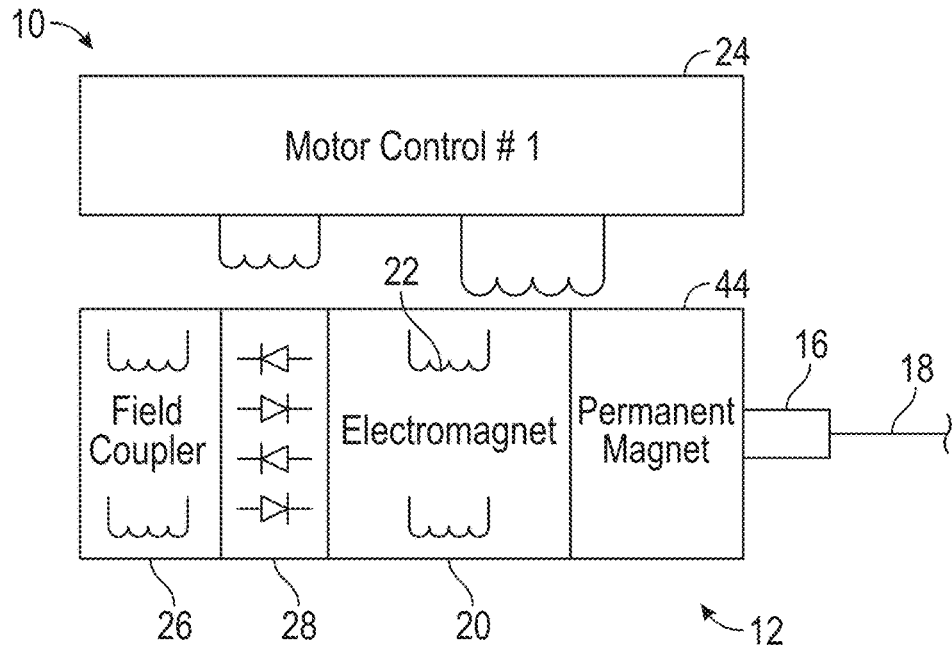 10
24
Motor Control # 1
22
44
16
18
Field
Coupler
Electromagnet
Permanent
Magnet
26
28
20
12